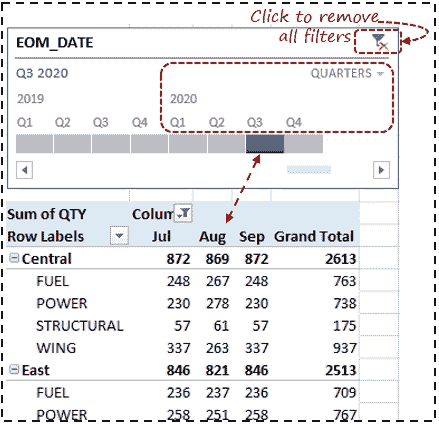 Click to remove
all filters
EOM_DATE
Q3 2020 QUARTERS
2019 2020
Q1 Q2 Q3 Q4 Q1 Q2 Q3 Q4
Sum of QTY Colum
Row Labels Jul Aug Sep Grand Total
Central 872 869 872 2613
FUEL 248 267 248 763
POWER 230 278 230 738
STRUCTURAL 57 61 57 175
WING 337 263 337 937
East 846 821 846 2513
FUEL 236 237 236 709
POWER 258 251 258 767